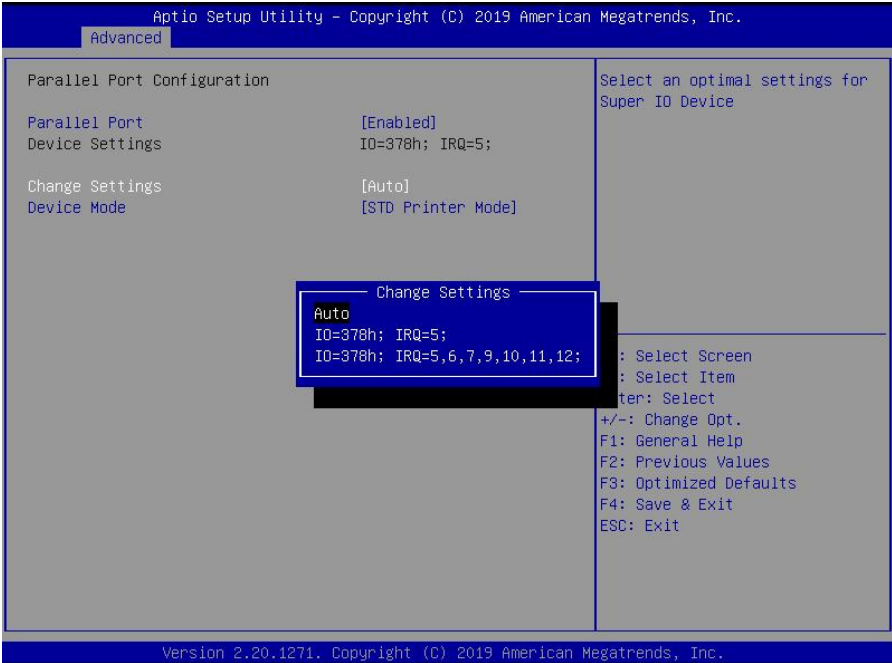 Aptio Setup Utility – Copyright (C) 2019 American Megatrends, Inc.
Advanced
Parallel Port Configuration
Parallel Port [Enabled]
Device Settings IO=378h; IRQ=5;
Change Settings [Auto]
Device Mode [STD Printer Mode]
Select an optimal settings for
Super IO Device
Change Settings
Auto
IO=378h; IRQ=5;
IO=378h; IRQ=5,6,7,9,10,11,12;
: Select Screen
: Select Item
ter: Select
+/-: Change Opt.
F1: General Help
F2: Previous Values
F3: Optimized Defaults
F4: Save & Exit
ESC: Exit
Version 2.20.1271. Copyright (C) 2019 American Megatrends, Inc.